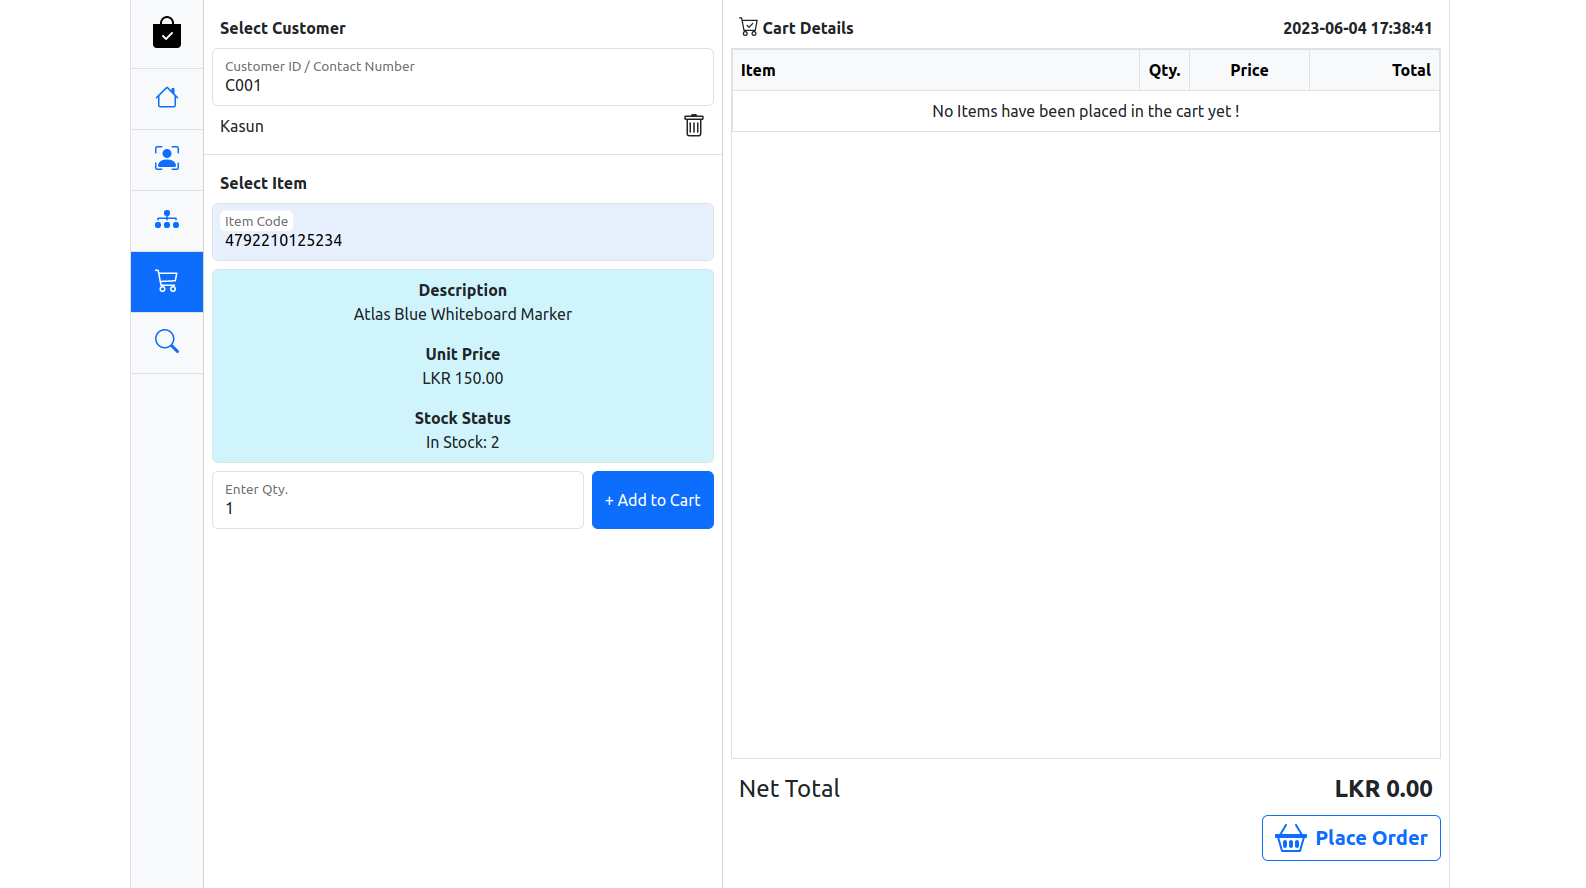 Select Customer
Customer ID / Contact Number
C001
Kasun
Select Item
Item Code
4792210125234
Description
Atlas Blue Whiteboard Marker
Unit Price
LKR 150.00
Stock Status
In Stock: 2
Enter Qty.
1
+ Add to Cart
Cart Details 2023-06-04 17:38:41
Item Qty. Price Total
No Items have been placed in the cart yet !
Net Total LKR 0.00
Place Order